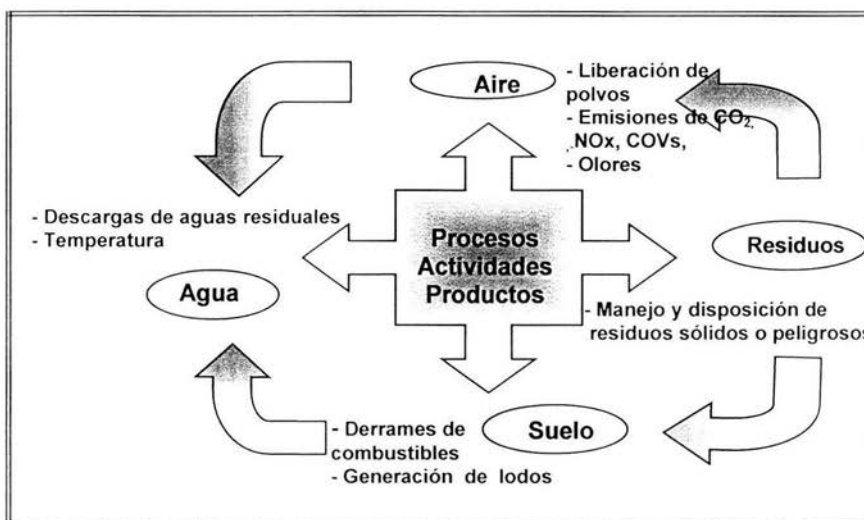 Aire
- Liberación de
polvos
- Emisiones de CO2,
NOx, COVs,
- Olores
- Descargas de aguas residuales
- Temperatura
Agua
Procesos
Actividades
Productos
Residuos
- Manejo y disposición de
residuos sólidos o peligrosos
- Derrames de
combustibles
- Generación de lodos
Suelo